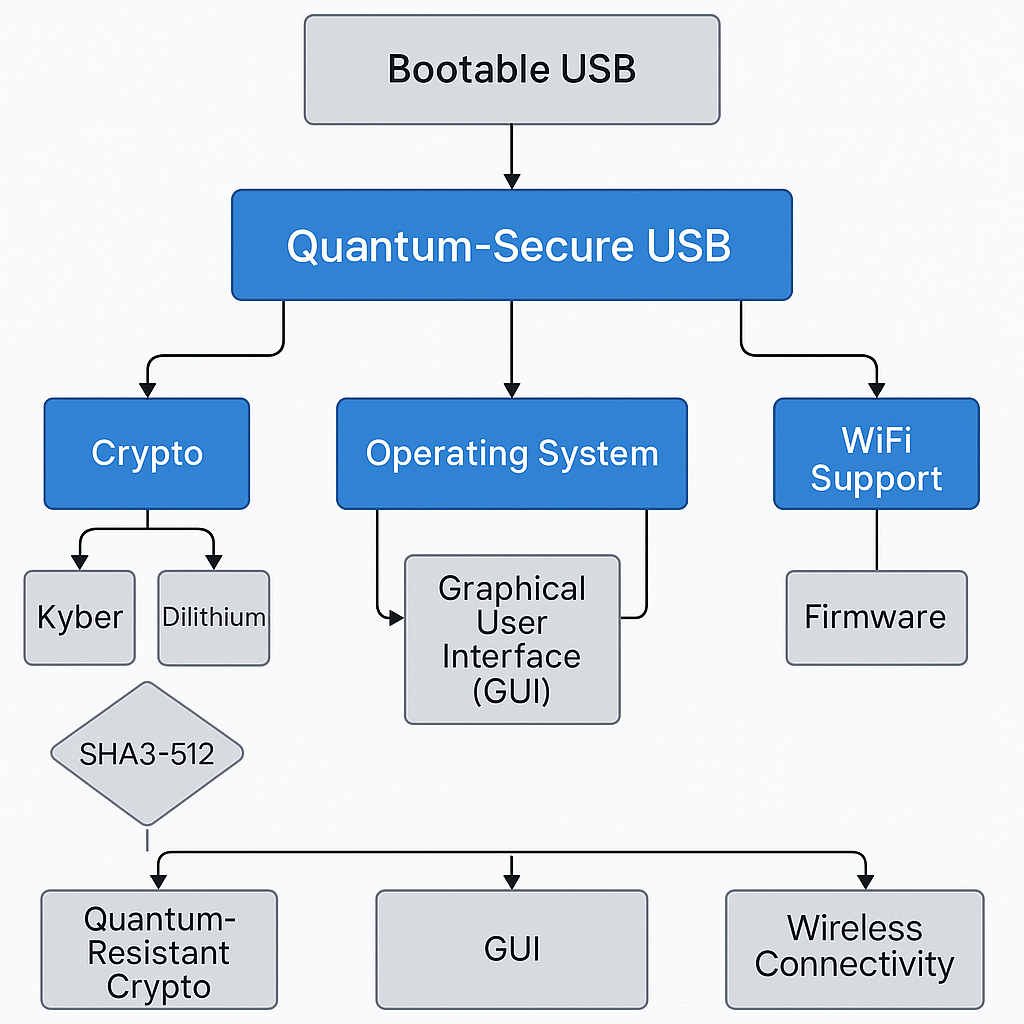 Bootable USB
Quantum-Secure USB
Crypto
Operating System
WiFi
Support
Kyber
Dilithium
Graphical
User
Interface
(GUI)
Firmware
SHA3-512
Quantum-
Resistant
Crypto
GUI
Wireless
Connectivity